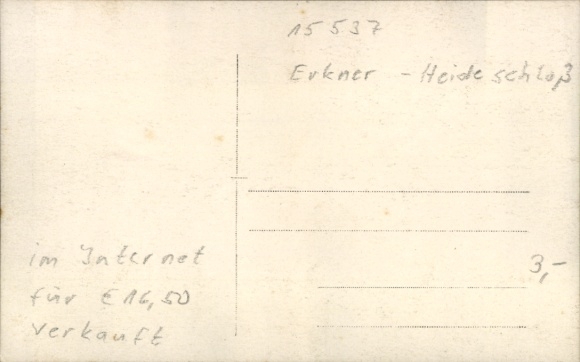 15537
Erkner - Heideschloß
im Internet
für € 16,50
verkauft
3,-